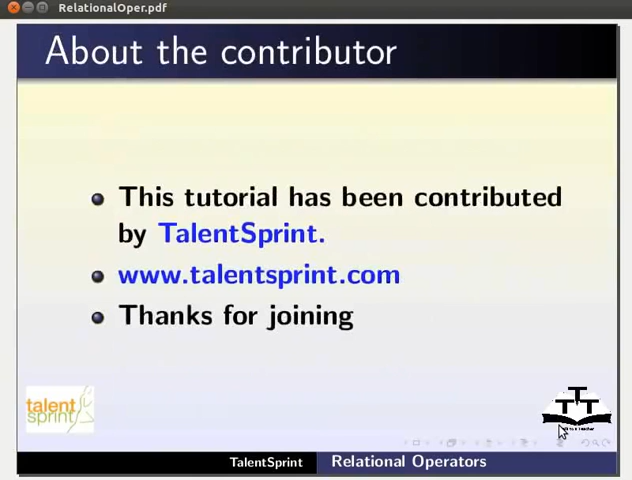 RelationalOper.pdf
About the contributor
This tutorial has been contributed
by TalentSprint.
www.talentsprint.com
Thanks for joining
talent
sprint
TalentSprint Relational Operators